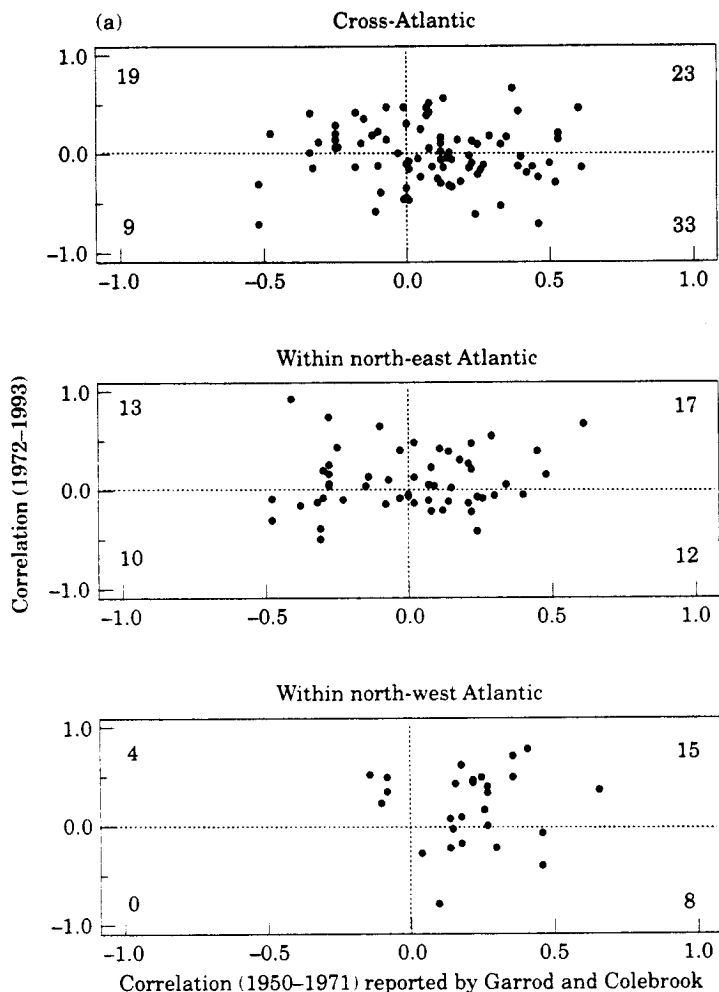 (a) Cross-Atlantic
1.0
19 23
0.0
9 33
−1.0
−1.0 −0.5 0.0 0.5 1.0
Within north-east Atlantic
1.0
13 17
0.0
10 12
−1.0
−1.0 −0.5 0.0 0.5 1.0
Correlation (1972–1993)
Within north-west Atlantic
1.0
4 15
0.0
0 8
−1.0
−1.0 −0.5 0.0 0.5 1.0
Correlation (1950–1971) reported by Garrod and Colebrook